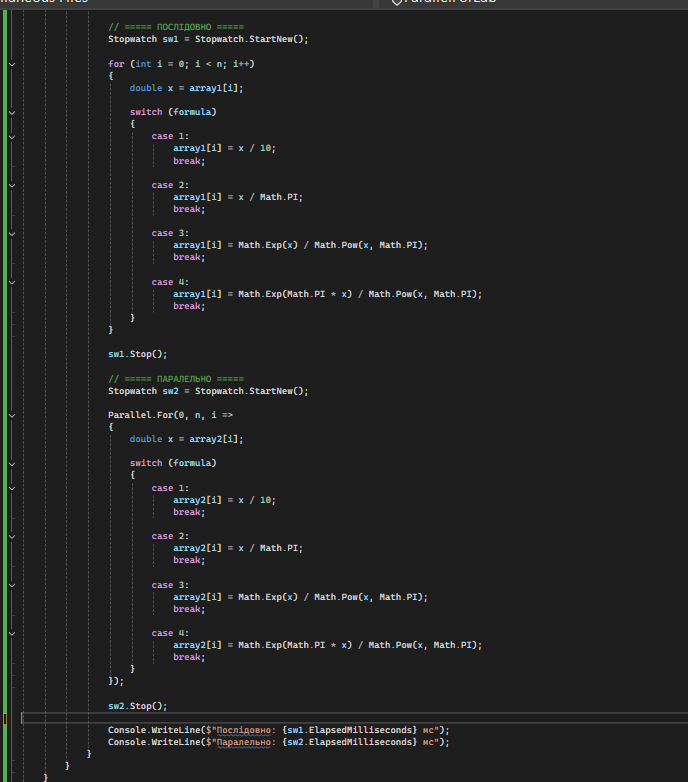 // ===== ПОСЛІДОВНО =====
Stopwatch sw1 = Stopwatch.StartNew();
for (int i = 0; i < n; i++)
{
double x = array1[i];
switch (formula)
{
case 1:
array1[i] = x / 10;
break;
case 2:
array1[i] = x / Math.PI;
break;
case 3:
array1[i] = Math.Exp(x) / Math.Pow(x, Math.PI);
break;
case 4:
array1[i] = Math.Exp(Math.PI * x) / Math.Pow(x, Math.PI);
break;
}
}
sw1.Stop();
// ===== ПАРАЛЕЛЬНО =====
Stopwatch sw2 = Stopwatch.StartNew();
Parallel.For(0, n, i =>
{
double x = array2[i];
switch (formula)
{
case 1:
array2[i] = x / 10;
break;
case 2:
array2[i] = x / Math.PI;
break;
case 3:
array2[i] = Math.Exp(x) / Math.Pow(x, Math.PI);
break;
case 4:
array2[i] = Math.Exp(Math.PI * x) / Math.Pow(x, Math.PI);
break;
}
});
sw2.Stop();
Console.WriteLine($"Послідовно: {sw1.ElapsedMilliseconds} мс");
Console.WriteLine($"Паралельно: {sw2.ElapsedMilliseconds} мс");
}
}
}